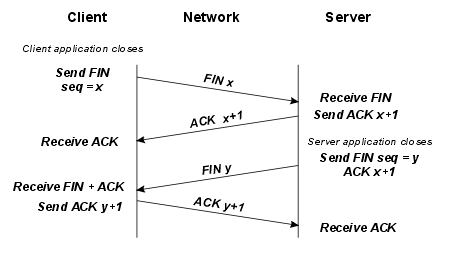 Client Network Server
Client application closes
Send FIN
seq = x
FIN x
Receive FIN
Send ACK x+1
ACK x+1
Receive ACK
Server application closes
Send FIN seq = y
ACK x+1
FIN y
Receive FIN + ACK
Send ACK y+1
ACK y+1
Receive ACK